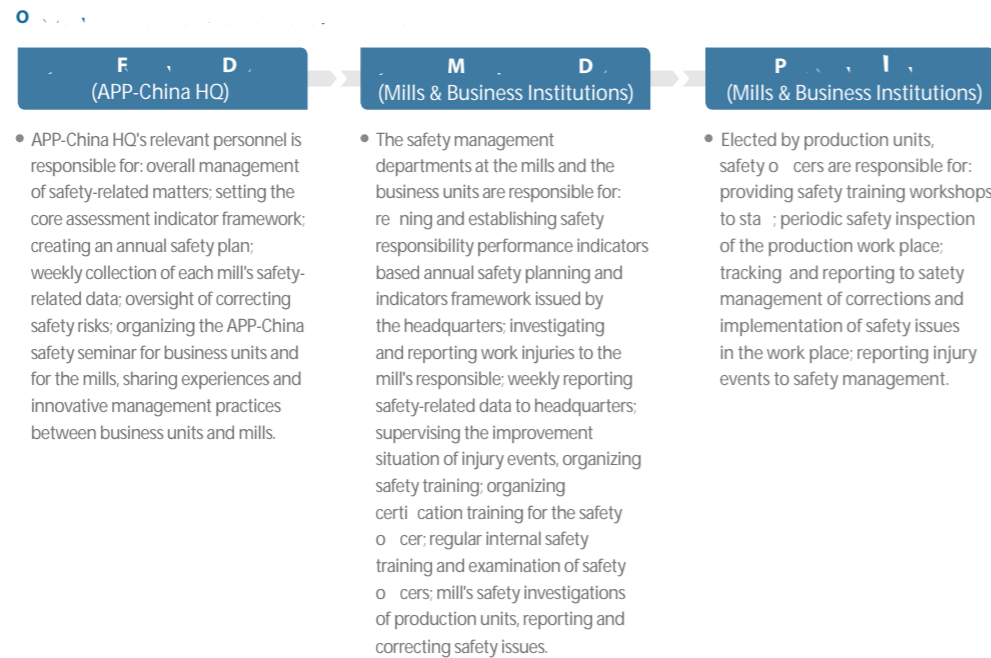 (APP-China HQ)
• APP-China HQ's relevant personnel is
responsible for: overall management
of safety-related matters; setting the
core assessment indicator framework;
creating an annual safety plan;
weekly collection of each mill's safety-
related data; oversight of correcting
safety risks; organizing the APP-China
safety seminar for business units and
for the mills, sharing experiences and
innovative management practices
between business units and mills.
(Mills & Business Institutions)
• The safety management
departments at the mills and the
business units are responsible for:
re ning and establishing safety
responsibility performance indicators
based annual safety planning and
indicators framework issued by
the headquarters; investigating
and reporting work injuries to the
mill's responsible; weekly reporting
safety-related data to headquarters;
supervising the improvement
situation of injury events, organizing
safety training; organizing
certi cation training for the safety
o cer; regular internal safety
training and examination of safety
o cers; mill's safety investigations
of production units, reporting and
correcting safety issues.
(Mills & Business Institutions)
• Elected by production units,
safety o cers are responsible for:
providing safety training workshops
to sta ; periodic safety inspection
of the production work place;
tracking and reporting to satety
management of corrections and
implementation of safety issues
in the work place; reporting injury
events to safety management.